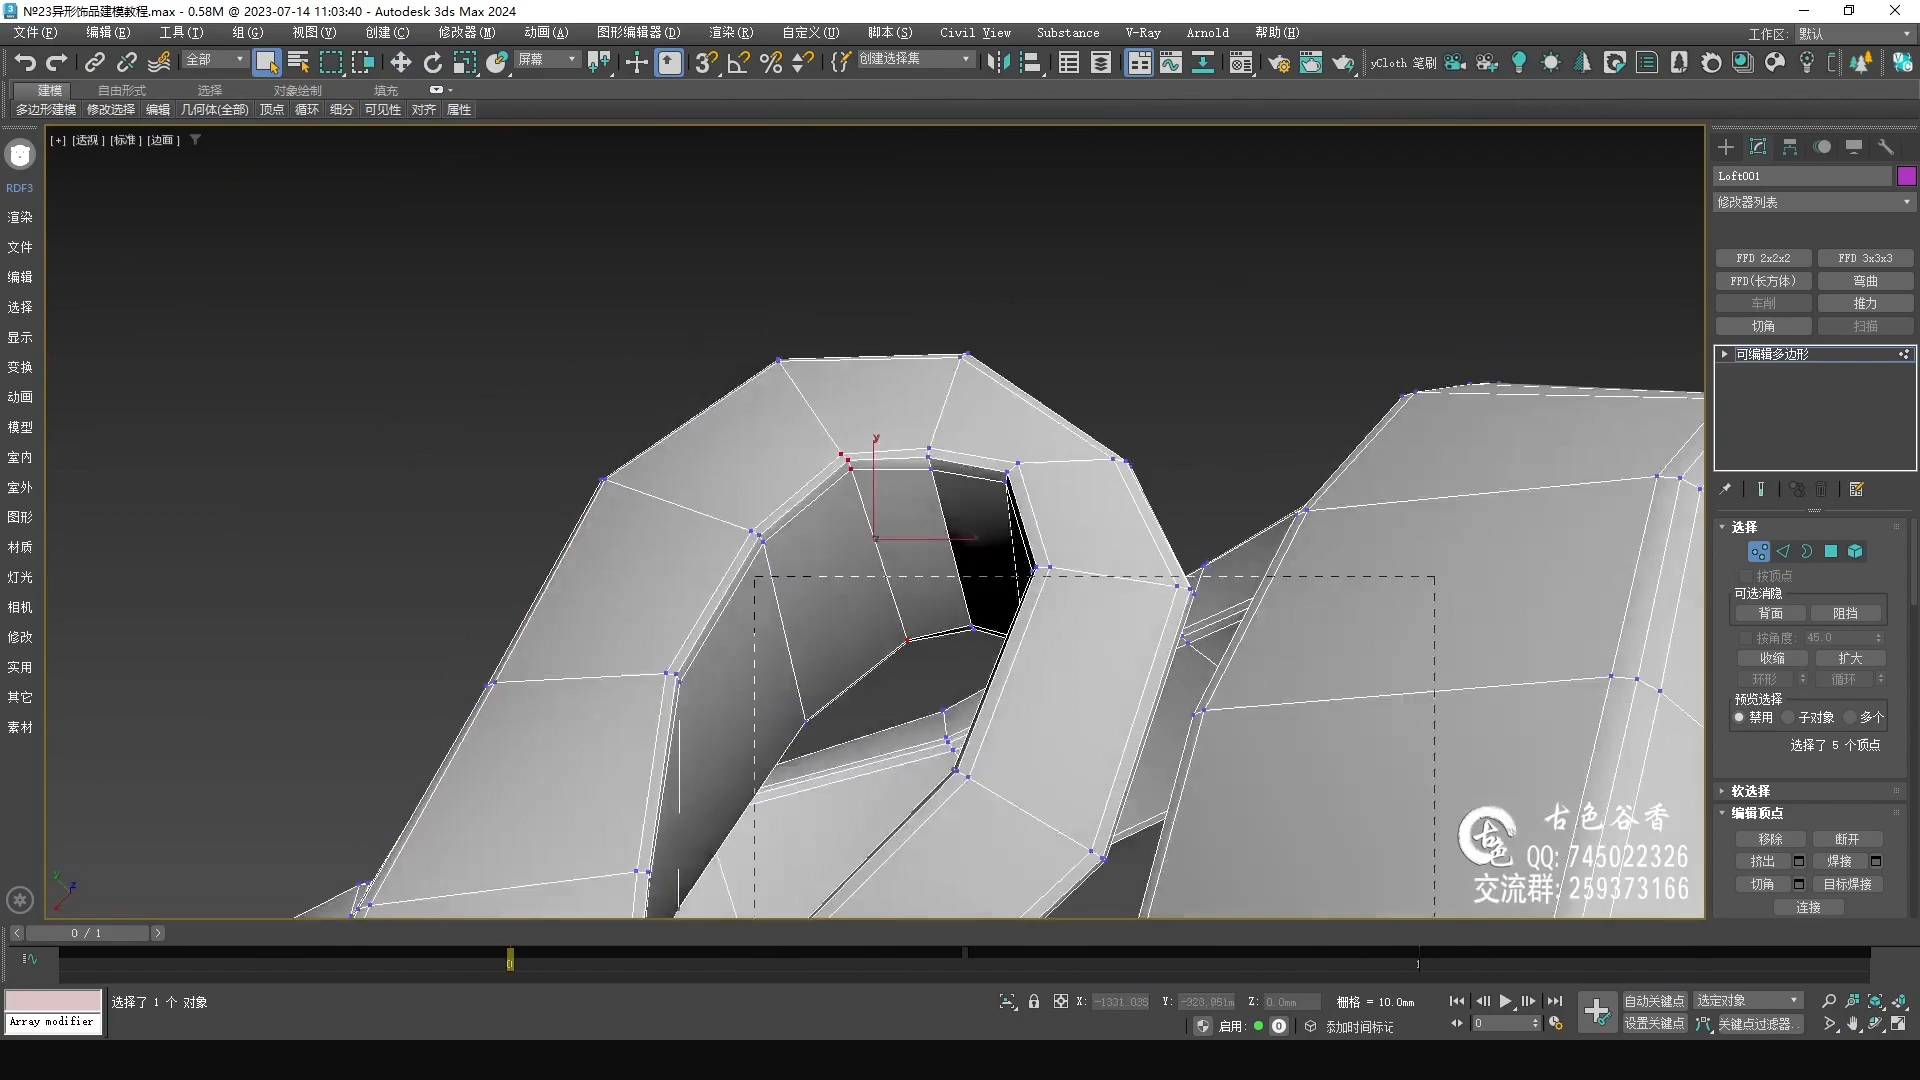 №23异形饰品建模教程.max - 0.58M @ 2023-07-14 11:03:40 - Autodesk 3ds Max 2024
文件(F) 编辑(E) 工具(T) 组(G) 视图(V) 创建(C) 修改器(M) 动画(A) 图形编辑器(D) 渲染(R) 自定义(U) 脚本(S) Civil View Substance V-Ray Arnold 帮助(H) 工作区: 默认
全部 屏幕 创建选择集 yCloth 笔刷
建模 自由形式 选择 对象绘制 填充
多边形建模 修改选择 编辑 几何体(全部) 顶点 循环 细分 可见性 对齐 属性
[+] [透视] [标准] [边面]
RDF3
渲染
文件
编辑
选择
显示
变换
动画
模型
室内
室外
图形
材质
灯光
相机
修改
实用
其它
素材
y
z
Loft001
修改器列表
FFD 2x2x2 FFD 3x3x3
FFD(长方体) 弯曲
车削 推力
切角 扫描
可编辑多边形
选择
按顶点
可选消隐
背面 阻挡
按角度: 45.0
收缩 扩大
环形 循环
预览选择
禁用 子对象 多个
选择了 5 个顶点
软选择
编辑顶点
移除 断开
挤出 焊接
切角 目标焊接
连接
古色谷香
古色
QQ: 745022326
交流群: 259373166
0 / 1
0
1
Array modifier
选择了 1 个 对象
X: -1331.035 Y: -928.951m Z: 0.0mm 栅格 = 10.0mm
启用: 0 添加时间标记
自动关键点 选定对象
0 设置关键点 关键点过滤器...